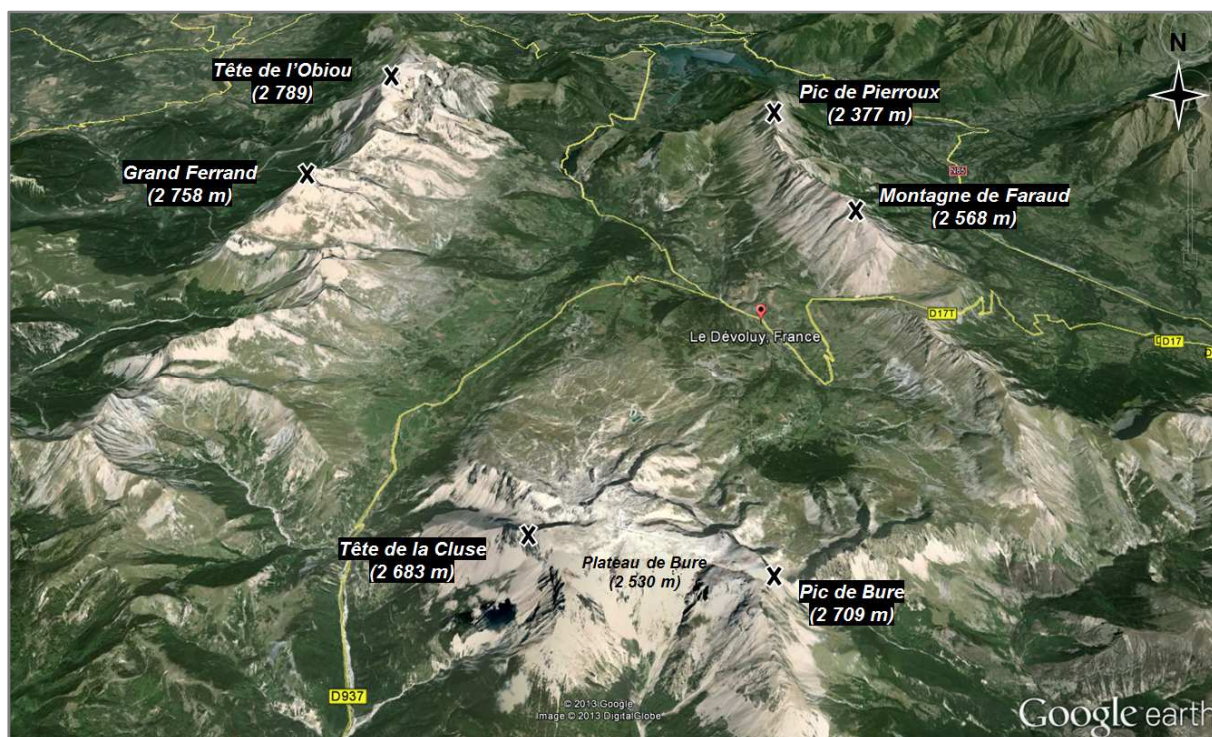 N
Tête de l'Obiou
(2 789)
Pic de Pierroux
(2 377 m)
Grand Ferrand
(2 758 m)
N85
Montagne de Faraud
(2 568 m)
D17T
Le Dévoluy, France
D17
D
Tête de la Cluse
(2 683 m)
Plateau de Bure
(2 530 m)
Pic de Bure
(2 709 m)
D937
© 2013 Google
Image © 2013 DigitalGlobe
Google earth